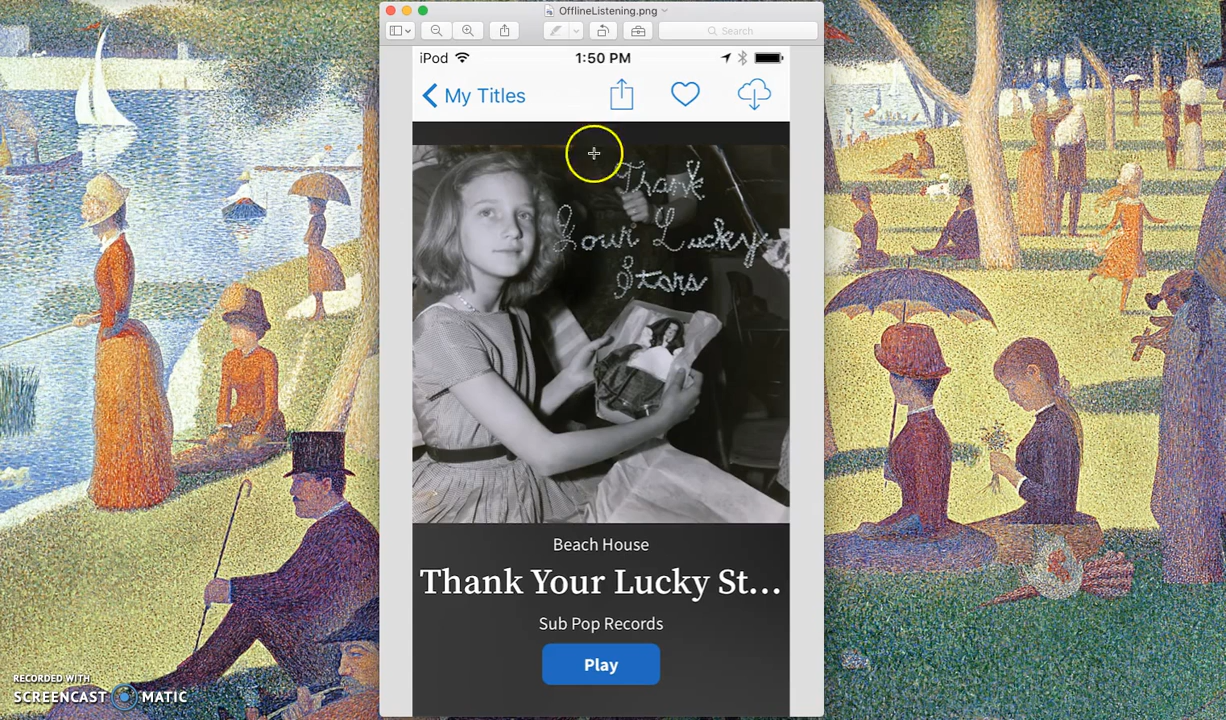 OfflineListening.png
Search
iPod 1:50 PM
My Titles
Thank
Your Lucky
Stars
Beach House
Thank Your Lucky St...
Sub Pop Records
Play
RECORDED WITH
SCREENCAST MATIC